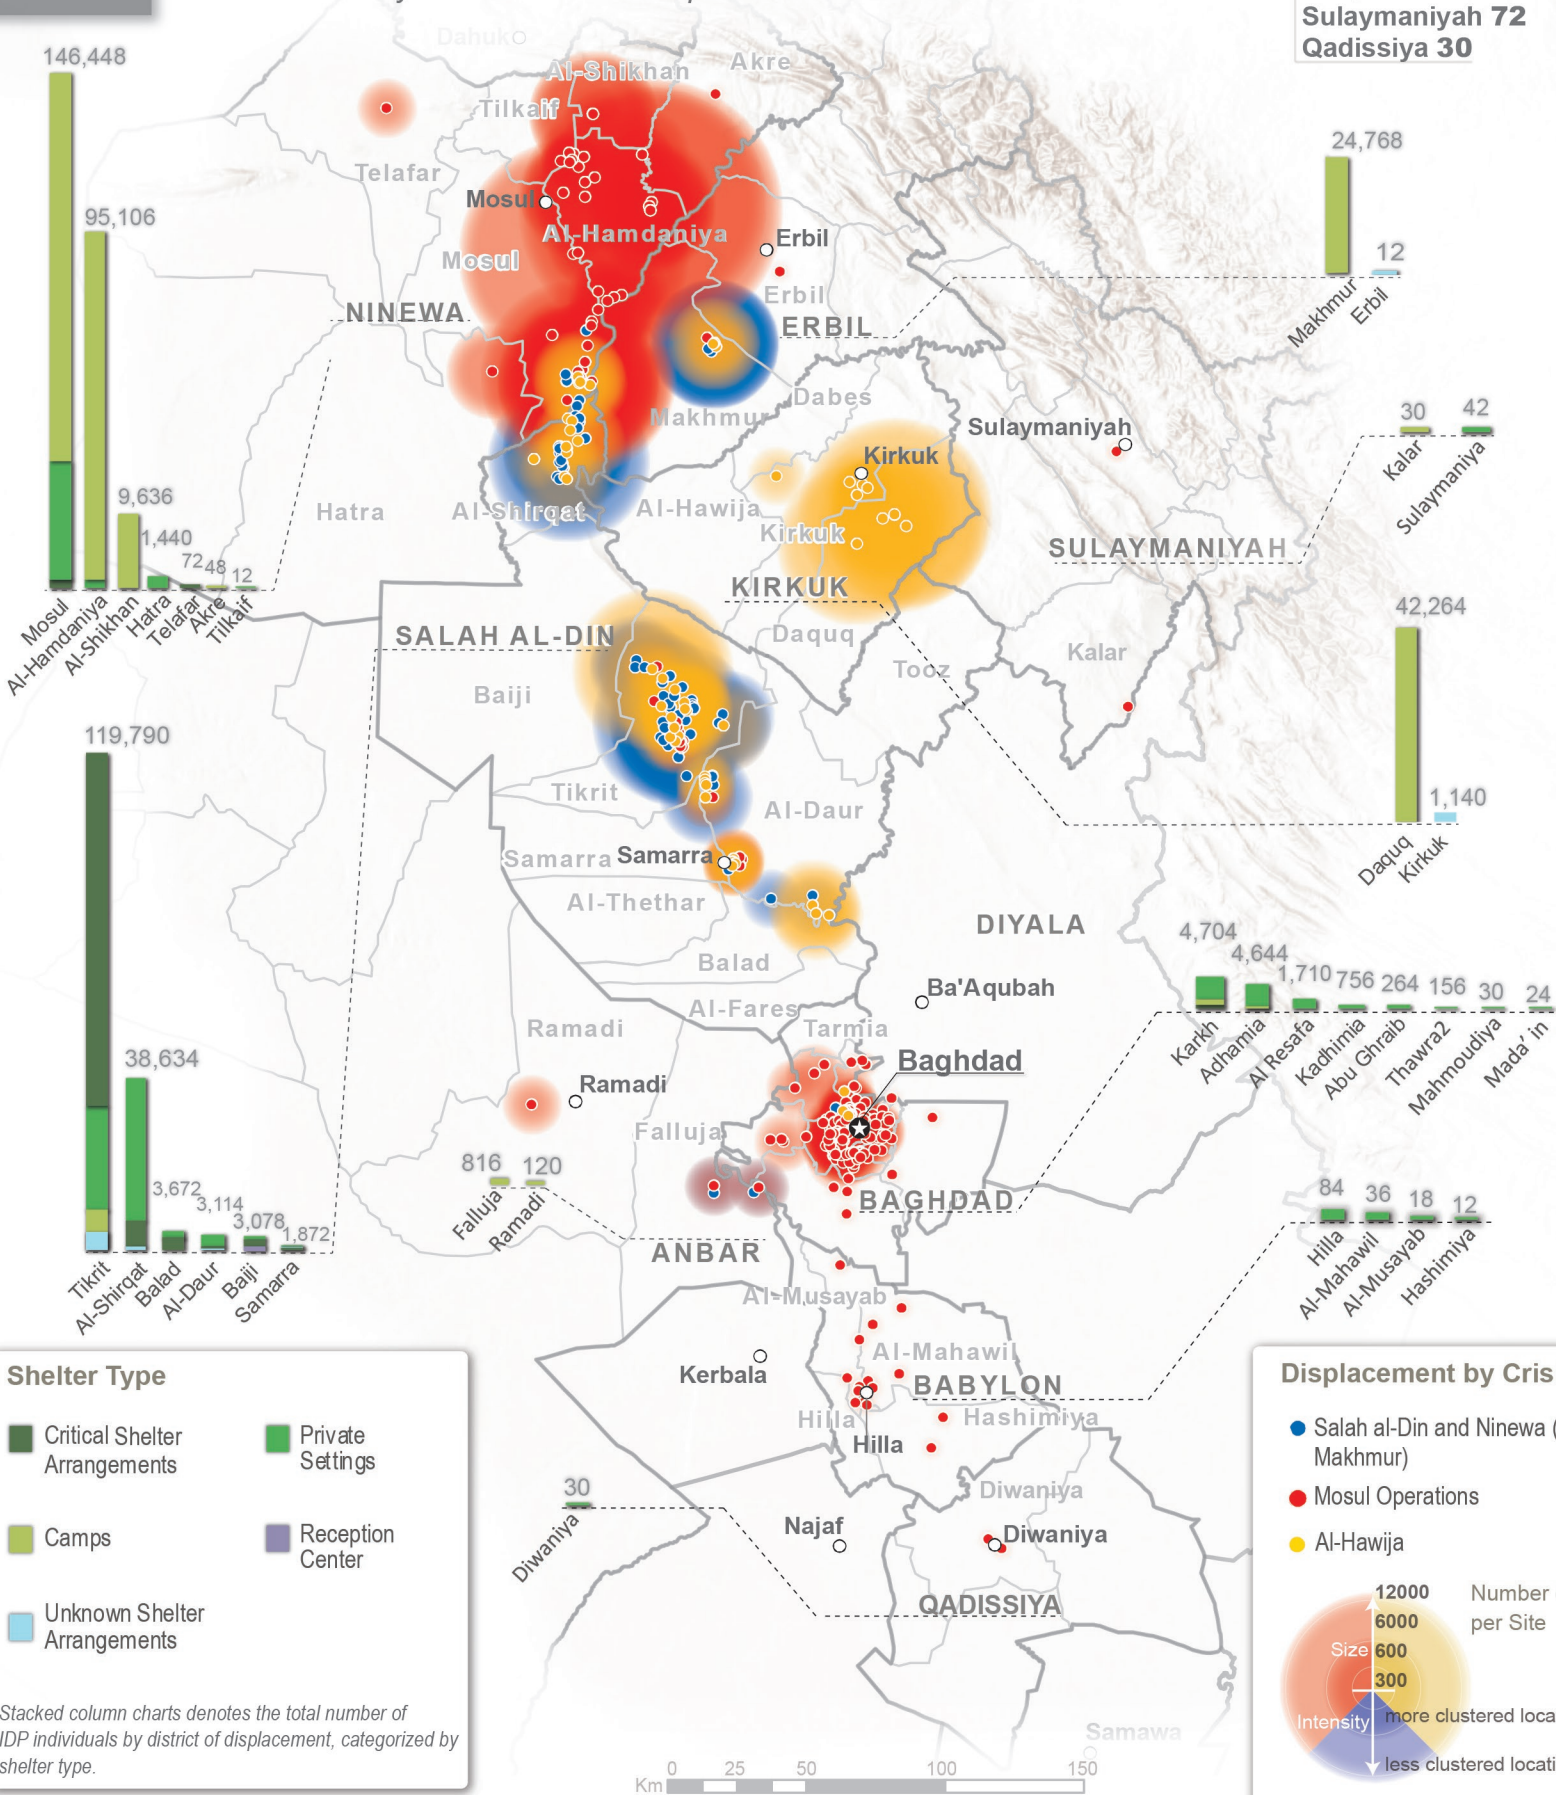 Sulaymaniyah 72
Qadissiya 30
Dahuk
Al-Shikhan
Akre
Tilkaif
Telafar
Mosul
Al-Hamdaniya
Mosul
Erbil
Erbil
NINEWA
ERBIL
Makhmur
Dabes
Sulaymaniyah
Kirkuk
Hatra
Al-Shirqat
Al-Hawija
Kirkuk
SULAYMANIYAH
KIRKUK
SALAH AL-DIN
Daquq
Tooz
Kalar
Baiji
Tikrit
Al-Daur
Samarra
Samarra
Al-Thethar
DIYALA
Balad
Ba'Aqubah
Al-Fares
Ramadi
Tarmia
Baghdad
Ramadi
Falluja
BAGHDAD
ANBAR
Al-Musayab
Al-Mahawil
Kerbala
BABYLON
Hilla
Hashimiya
Hilla
Diwaniya
Najaf
Diwaniya
QADISSIYA
Samawa
146,448
95,106
9,636
1,440
72
48
12
Mosul
Al-Hamdaniya
Al-Shikhan
Hatra
Telafar
Akre
Tilkaif
119,790
38,634
3,672
3,114
3,078
1,872
Tikrit
Al-Shirqat
Balad
Al-Daur
Baiji
Samarra
24,768
12
Makhmur
Erbil
30
42
Kalar
Sulaymaniya
42,264
1,140
Daquq
Kirkuk
4,704
4,644
1,710
756
264
156
30
24
Karkh
Adhamia
Al Resafa
Kadhimia
Abu Ghraib
Thawra2
Mahmoudiya
Mada' in
816
120
Falluja
Ramadi
84
36
18
12
Hilla
Al-Mahawil
Al-Musayab
Hashimiya
30
Diwaniya
Shelter Type
Critical Shelter
Arrangements
Private
Settings
Camps
Reception
Center
Unknown Shelter
Arrangements
Stacked column charts denotes the total number of
IDP individuals by district of displacement, categorized by
shelter type.
Displacement by Cris
Salah al-Din and Ninewa (
Makhmur)
Mosul Operations
Al-Hawija
12000
6000
600
300
Number
per Site
Size
Intensity
more clustered loca
less clustered locati
0 25 50 100 150
Km